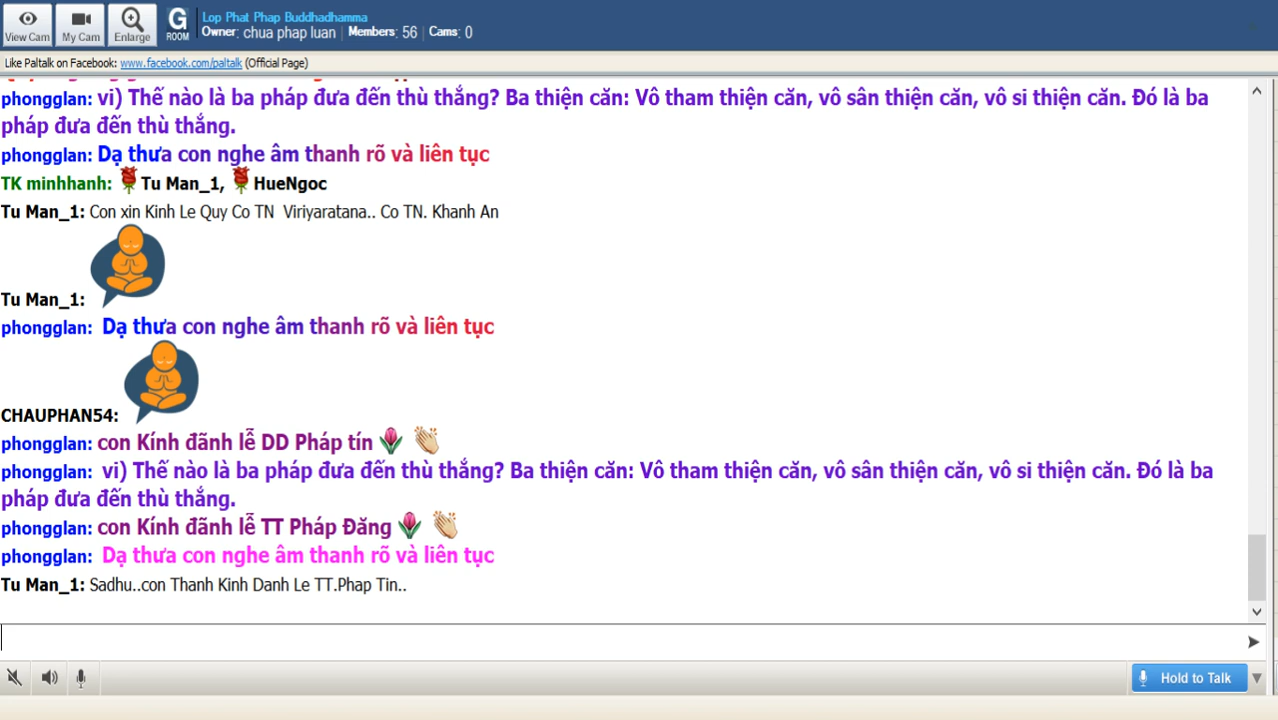 View Cam
My Cam
Enlarge
G
ROOM
Lop Phat Phap Buddhadhamma
Owner: chua phap luan | Members: 56 | Cams: 0
Like Paltalk on Facebook: www.facebook.com/paltalk (Official Page)
phongglan: vi) Thế nào là ba pháp đưa đến thù thắng? Ba thiện căn: Vô tham thiện căn, vô sân thiện căn, vô si thiện căn. Đó là ba
pháp đưa đến thù thắng.
phongglan: Dạ thưa con nghe âm thanh rõ và liên tục
TK minhhanh: Tu Man_1, HueNgoc
Tu Man_1: Con xin Kinh Le Quy Co TN Viriyaratana.. Co TN. Khanh An
Tu Man_1:
phongglan: Dạ thưa con nghe âm thanh rõ và liên tục
CHAUPHAN54:
phongglan: con Kính đãnh lễ DD Pháp tín
phongglan: vi) Thế nào là ba pháp đưa đến thù thắng? Ba thiện căn: Vô tham thiện căn, vô sân thiện căn, vô si thiện căn. Đó là ba
pháp đưa đến thù thắng.
phongglan: con Kính đãnh lễ TT Pháp Đăng
phongglan: Dạ thưa con nghe âm thanh rõ và liên tục
Tu Man_1: Sadhu..con Thanh Kinh Danh Le TT.Phap Tin..
Hold to Talk